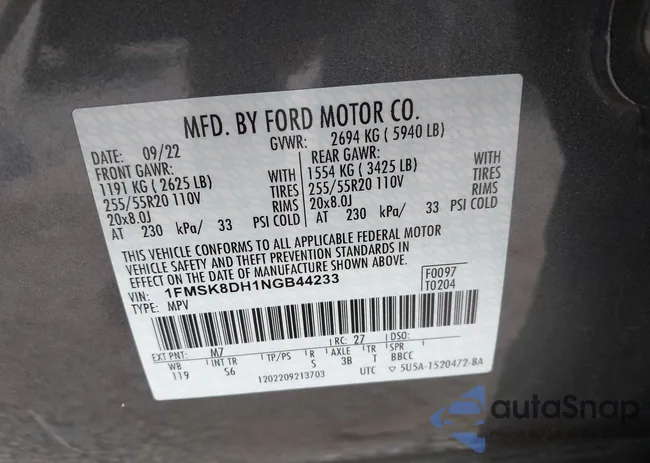 MFD. BY FORD MOTOR CO.
DATE: 09/22 GVWR: 2694 KG ( 5940 LB)
FRONT GAWR: REAR GAWR:
1191 KG ( 2625 LB) WITH 1554 KG ( 3425 LB) WITH
255/55R20 110V TIRES 255/55R20 110V TIRES
20x8.0J RIMS 20x8.0J RIMS
AT 230 kPa/ 33 PSI COLD AT 230 kPa/ 33 PSI COLD
THIS VEHICLE CONFORMS TO ALL APPLICABLE FEDERAL MOTOR
VEHICLE SAFETY AND THEFT PREVENTION STANDARDS IN
EFFECT ON THE DATE OF MANUFACTURE SHOWN ABOVE.
VIN: 1FMSK8DH1NGB44233 F0097
TYPE: MPV T0204
EXT PNT: M7 RC: 27 DSO:
WB INT TR TP/PS R AXLE TR SPR
119 S6 S 3B T BBCC
1202209213703 UTC 5U5A-1520472-BA
autoSnap